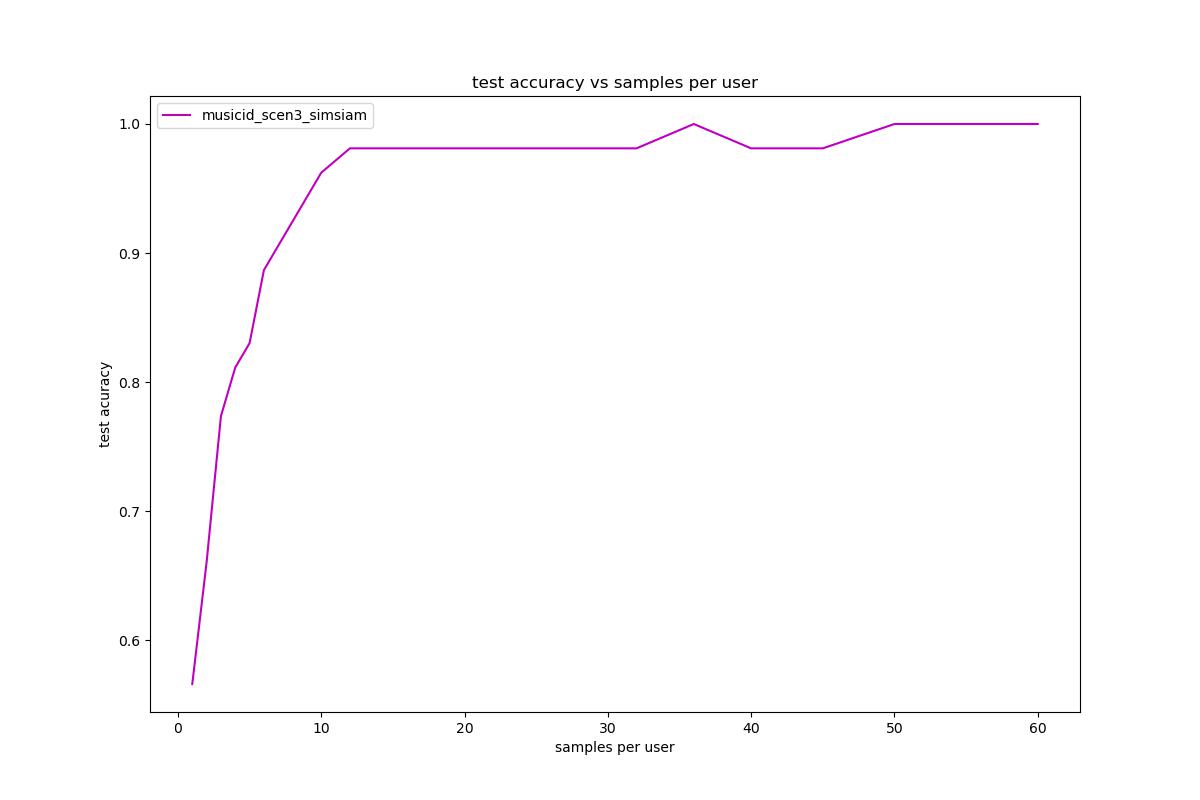 test accuracy vs samples per user
musicid_scen3_simsiam
1.0
0.9
0.8
0.7
0.6
test acuracy
0 10 20 30 40 50 60
samples per user